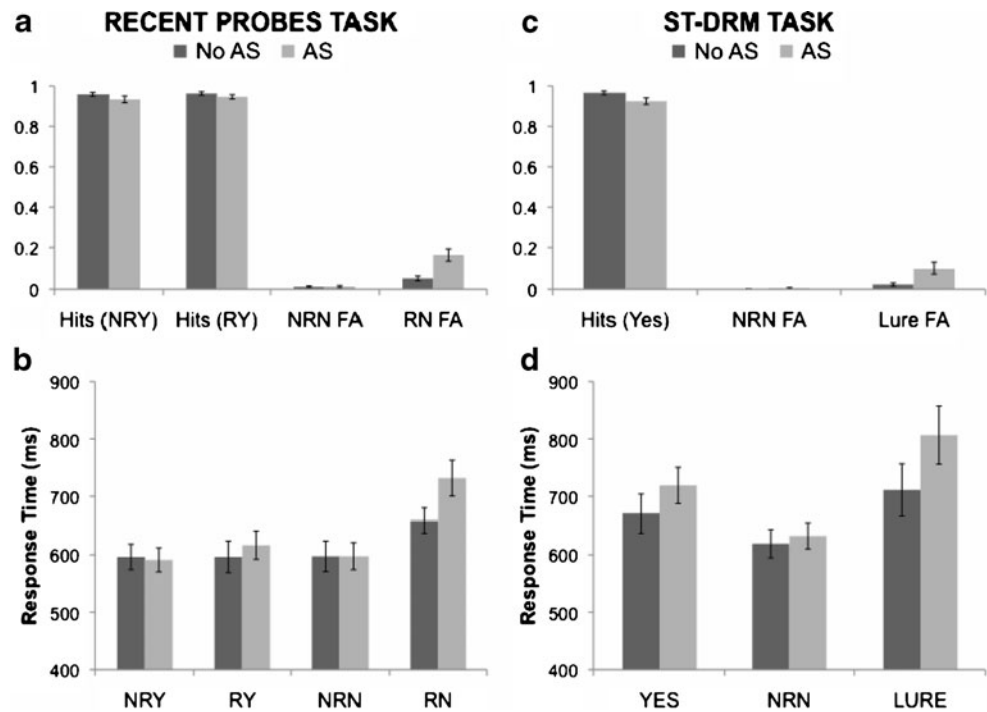 a RECENT PROBES TASK
No AS AS
1
0.8
0.6
0.4
0.2
0
Hits (NRY) Hits (RY) NRN FA RN FA
c ST-DRM TASK
No AS AS
1
0.8
0.6
0.4
0.2
0
Hits (Yes) NRN FA Lure FA
b
Response Time (ms)
900
800
700
600
500
400
NRY RY NRN RN
d
Response Time (ms)
900
800
700
600
500
400
YES NRN LURE